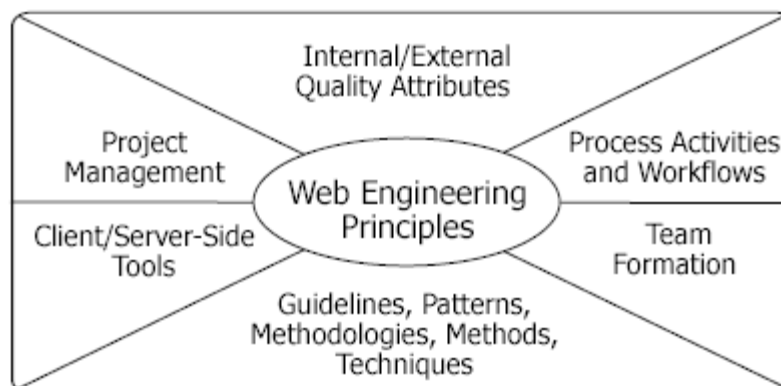 Internal/External
Quality Attributes
Project
Management
Process Activities
and Workflows
Web Engineering
Principles
Client/Server-Side
Tools
Team
Formation
Guidelines, Patterns,
Methodologies, Methods,
Techniques